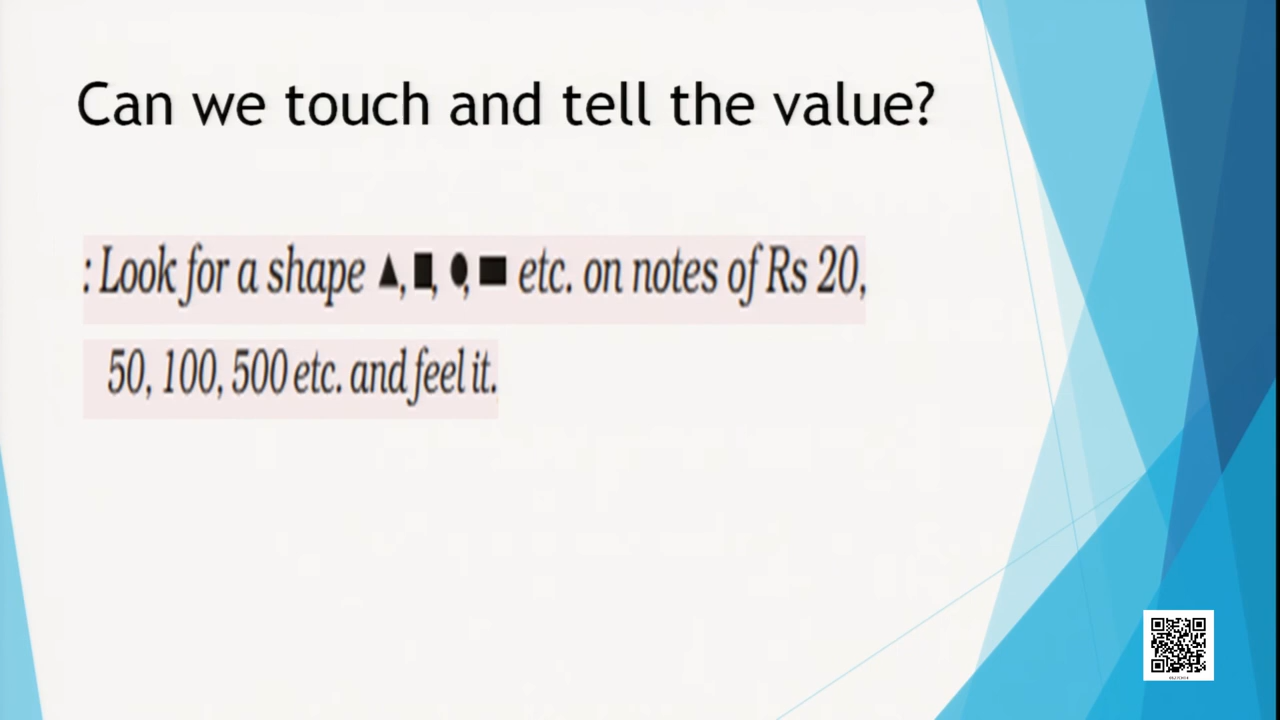 Can we touch and tell the value?
: Look for a shape ▲, ▮, ●, ■ etc. on notes of Rs 20,
50, 100, 500 etc. and feel it.